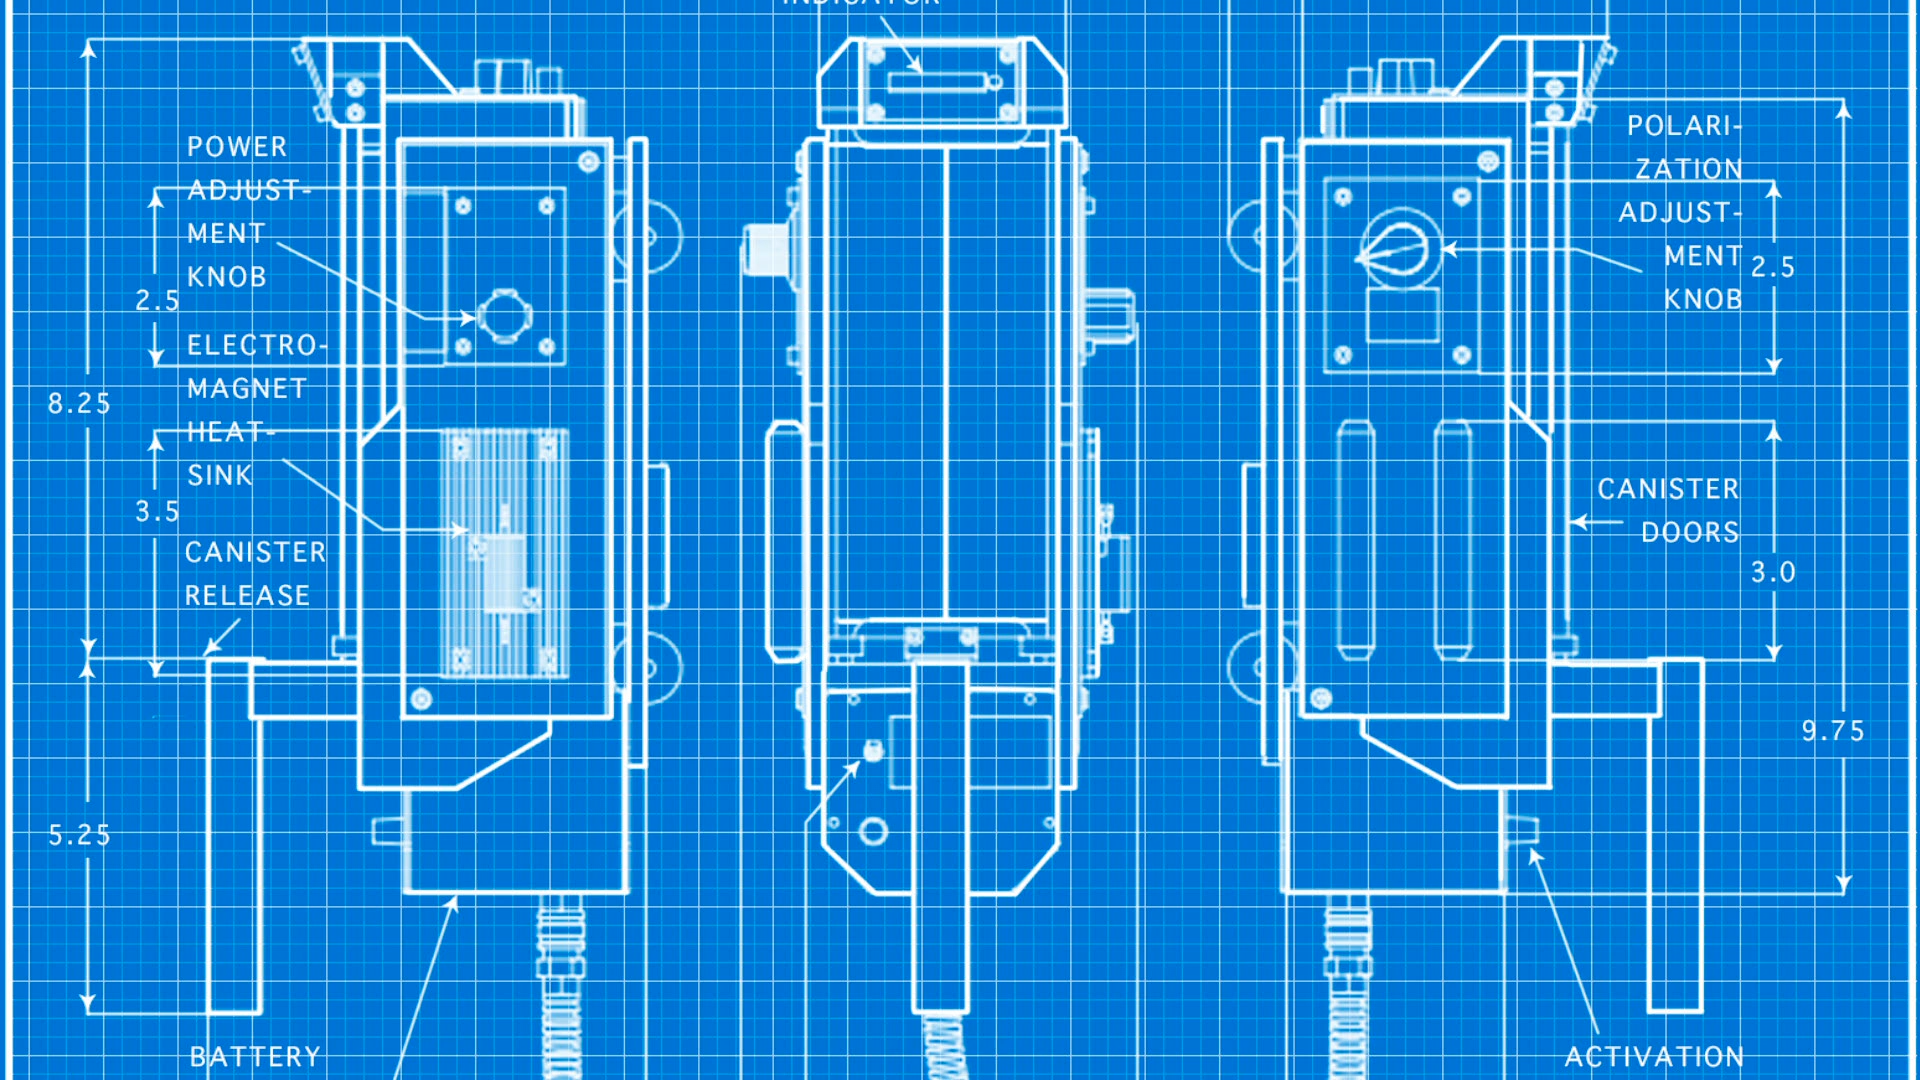 INDICATOR
POWER
ADJUST-
MENT
KNOB
2.5
ELECTRO-
MAGNET
HEAT-
SINK
8.25
3.5
CANISTER
RELEASE
5.25
BATTERY
POLARI-
ZATION
ADJUST-
MENT
KNOB
2.5
CANISTER
DOORS
3.0
9.75
ACTIVATION